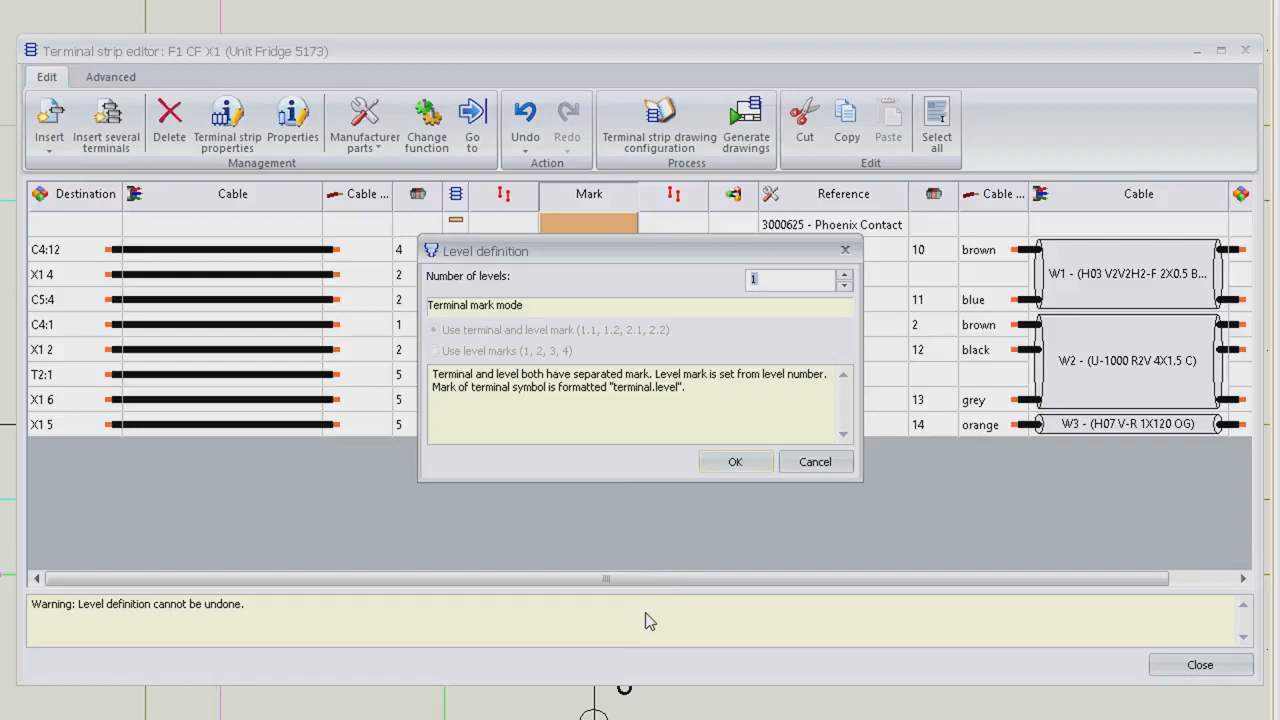 Terminal strip editor: F1 CF X1 (Unit Fridge 5173)
Edit Advanced
Insert Insert several terminals Delete Terminal strip properties Properties Manufacturer parts Change function Go to Undo Redo Terminal strip drawing configuration Generate drawings Cut Copy Paste Select all
Management Action Process Edit
Destination Cable Cable ... Mark Reference Cable ... Cable
3000625 - Phoenix Contact
C4:12 4 10 brown
X1 4 2 W1 - (H03 V2V2H2-F 2X0.5 B...
C5:4 2 11 blue
C4:1 1 2 brown
X1 2 2 12 black W2 - (U-1000 R2V 4X1,5 C)
T2:1 5
X1 6 5 13 grey
X1 5 5 14 orange W3 - (H07 V-R 1X120 OG)
Level definition
Number of levels: 1
Terminal mark mode
Use terminal and level mark (1.1, 1.2, 2.1, 2.2)
Use level marks (1, 2, 3, 4)
Terminal and level both have separated mark. Level mark is set from level number.
Mark of terminal symbol is formatted "terminal.level".
OK Cancel
Warning: Level definition cannot be undone.
Close